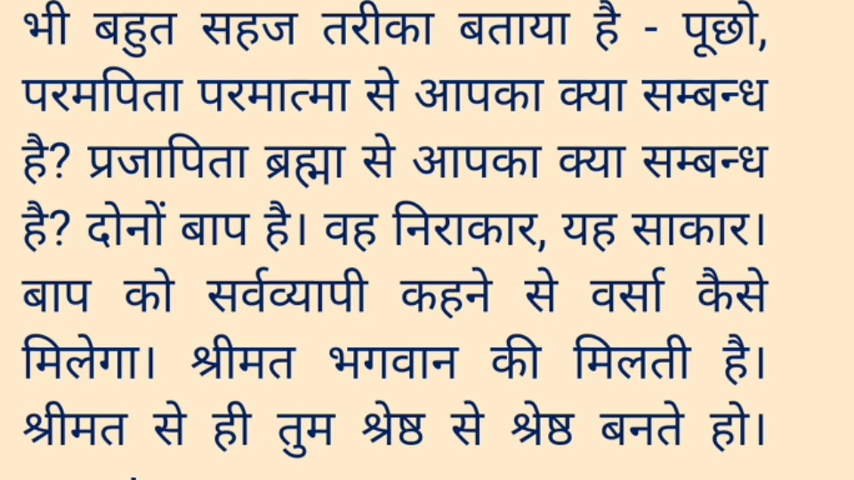 भी बहुत सहज तरीका बताया है - पूछो,
परमपिता परमात्मा से आपका क्या सम्बन्ध
है? प्रजापिता ब्रह्मा से आपका क्या सम्बन्ध
है? दोनों बाप है। वह निराकार, यह साकार।
बाप को सर्वव्यापी कहने से वर्सा कैसे
मिलेगा। श्रीमत भगवान की मिलती है।
श्रीमत से ही तुम श्रेष्ठ से श्रेष्ठ बनते हो।